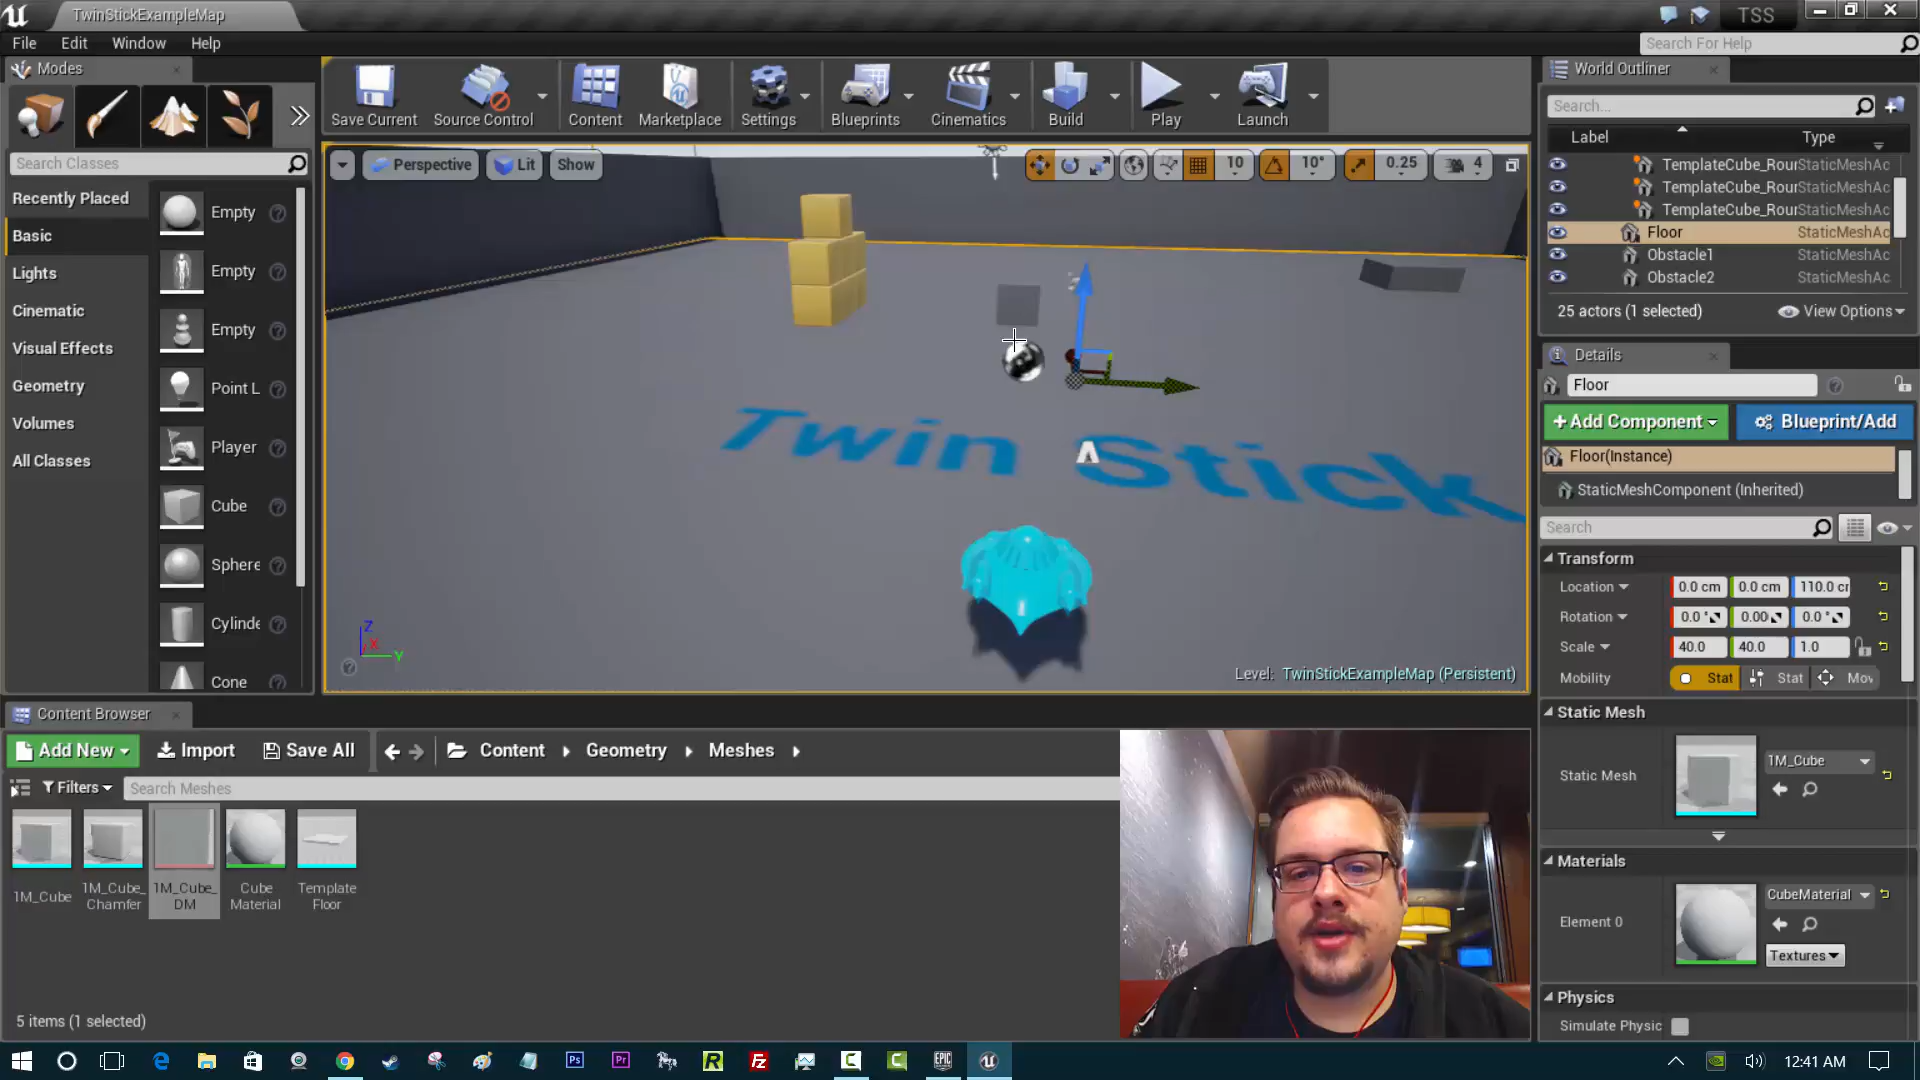 TwinStickExampleMap
TSS
File Edit Window Help
Search For Help
Modes
Search Classes
Recently Placed
Basic
Lights
Cinematic
Visual Effects
Geometry
Volumes
All Classes
Empty
Empty
Empty
Point L
Player
Cube
Sphere
Cylinde
Cone
Save Current
Source Control
Content
Marketplace
Settings
Blueprints
Cinematics
Build
Play
Launch
Perspective
Lit
Show
10
10°
0.25
4
Twin Stick
Z
X
Y
Level: TwinStickExampleMap (Persistent)
World Outliner
Search...
Label Type
TemplateCube_Rour StaticMeshAc
TemplateCube_Rour StaticMeshAc
TemplateCube_Rour StaticMeshAc
Floor StaticMeshAc
Obstacle1 StaticMeshAc
Obstacle2 StaticMeshAc
25 actors (1 selected)
View Options
Details
Floor
+Add Component
Blueprint/Add
Floor(Instance)
StaticMeshComponent (Inherited)
Search
Transform
Location 0.0 cm 0.0 cm 110.0 cr
Rotation 0.0 ° 0.00 0.0 °
Scale 40.0 40.0 1.0
Mobility Stat Stat Mov
Static Mesh
Static Mesh 1M_Cube
Materials
Element 0 CubeMaterial
Textures
Physics
Simulate Physic
Content Browser
Add New
Import
Save All
Content
Geometry
Meshes
Filters
Search Meshes
1M_Cube
1M_Cube_
Chamfer
1M_Cube_
DM
Cube
Material
Template
Floor
5 items (1 selected)
Ps
Pr
R
Fz
C
C
EPIC
12:41 AM